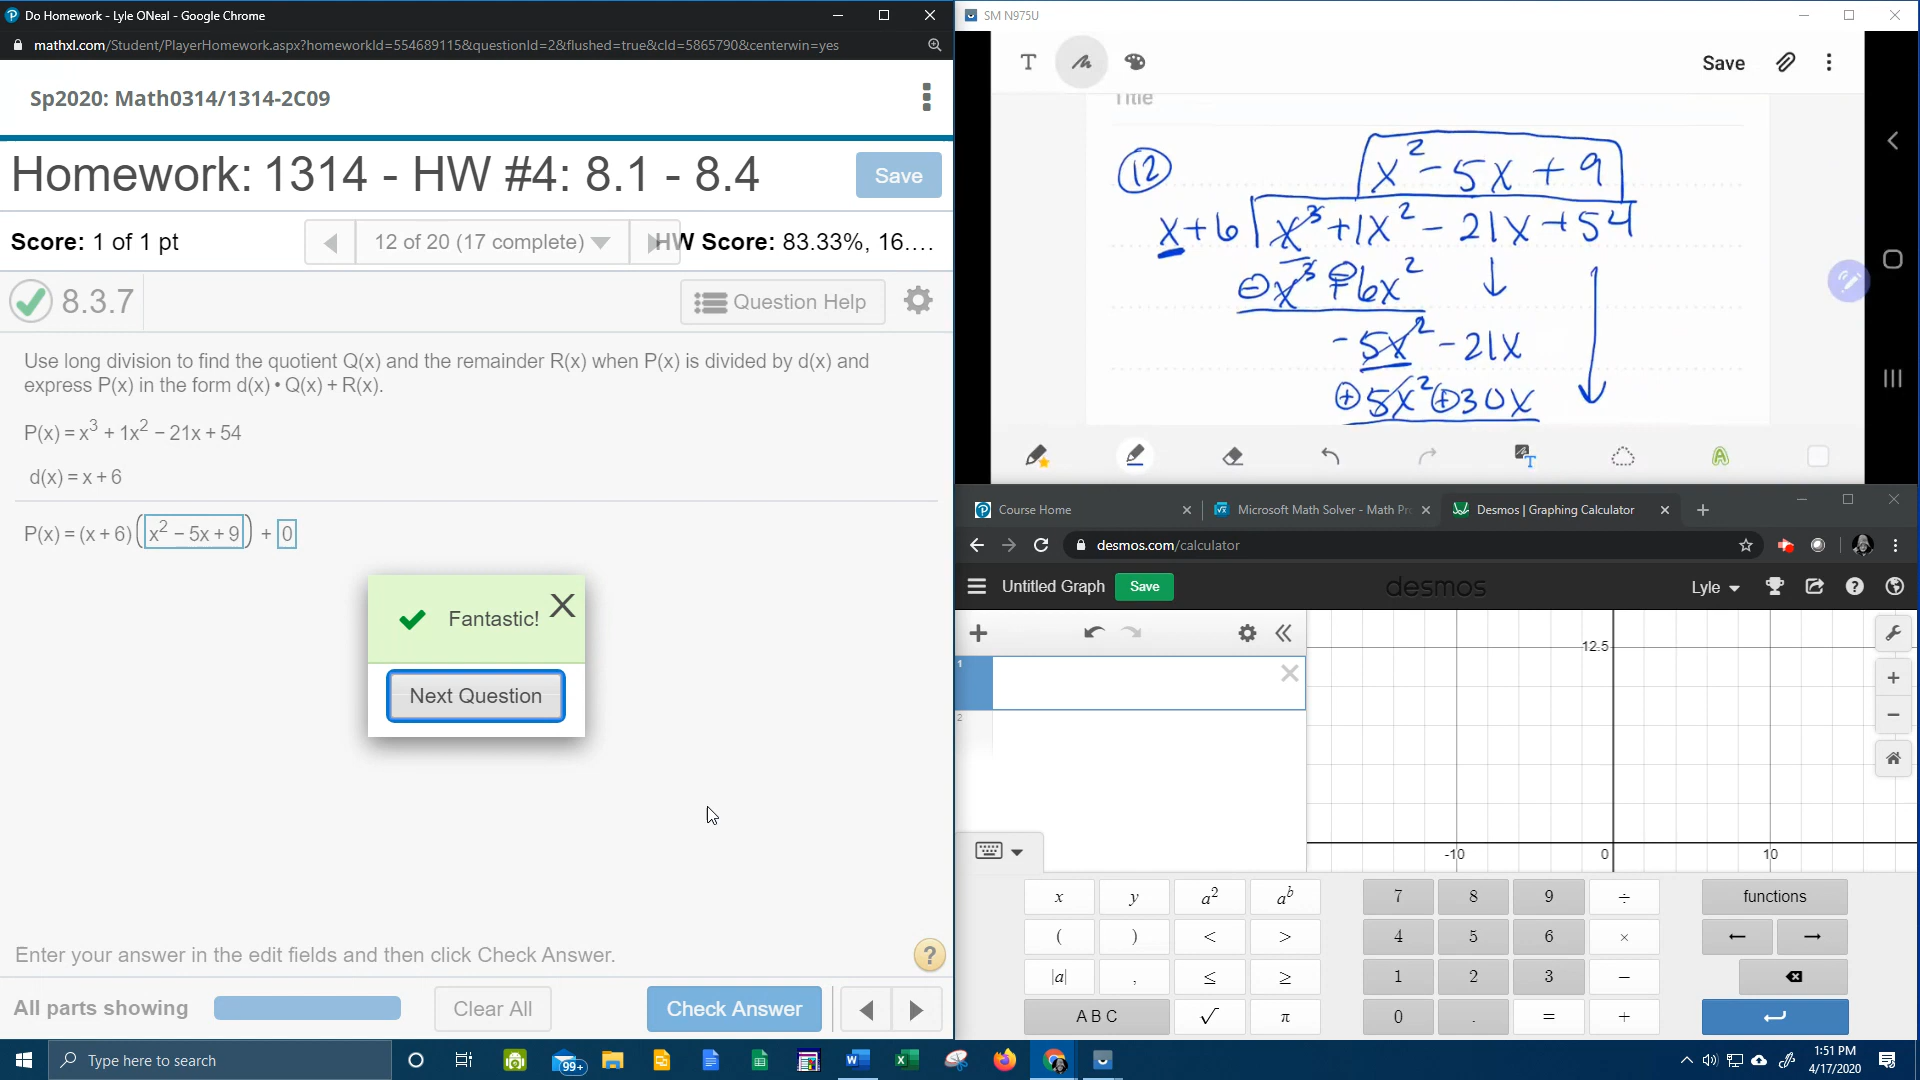 Do Homework - Lyle ONeal - Google Chrome
mathxl.com/Student/PlayerHomework.aspx?homeworkId=554689115&questionId=2&flushed=true&cId=5865790&centerwin=yes
Sp2020: Math0314/1314-2C09
Homework: 1314 - HW #4: 8.1 - 8.4
Save
Score: 1 of 1 pt
12 of 20 (17 complete)
HW Score: 83.33%, 16....
8.3.7
Question Help
Use long division to find the quotient Q(x) and the remainder R(x) when P(x) is divided by d(x) and
express P(x) in the form d(x) • Q(x) + R(x).
P(x) = x³ + 1x² − 21x + 54
d(x) = x + 6
P(x) = (x + 6)(x² − 5x + 9) + 0
Fantastic!
Next Question
Enter your answer in the edit fields and then click Check Answer.
?
All parts showing
Clear All
Check Answer
SM N975U
T
Save
Title
12
x² - 5x + 9
x+6 x³ + 1x² - 21x + 54
- x³ + 6x²
- 5x² - 21x
+ 5x² + 30x
Course Home
Microsoft Math Solver - Math Pr
Desmos | Graphing Calculator
desmos.com/calculator
Untitled Graph
Save
desmos
Lyle
1
2
12.5
-10
0
10
x y a² a^b 7 8 9 ÷ functions
( ) < > 4 5 6 × ← →
|a| , ≤ ≥ 1 2 3 −
A B C √ π 0 . = +
Type here to search
99+
1:51 PM
4/17/2020